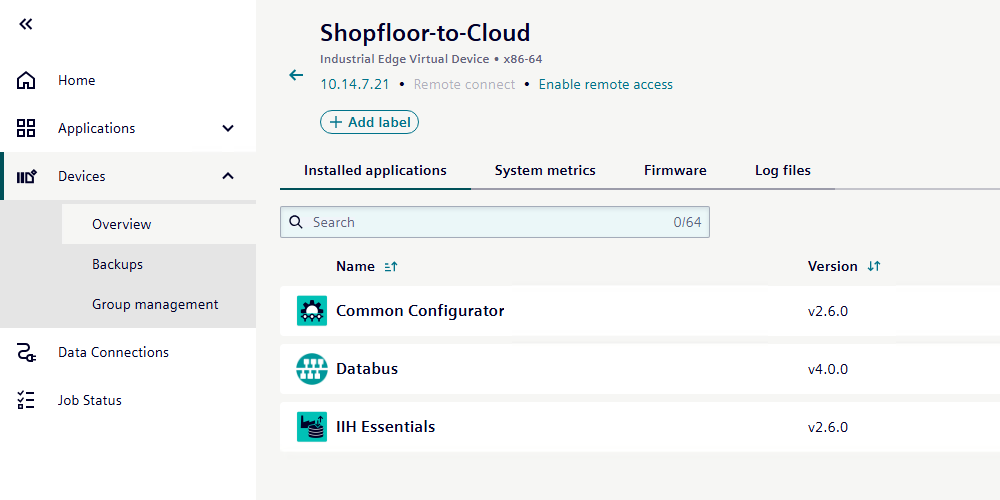 Home
Applications
Devices
Overview
Backups
Group management
Data Connections
Job Status
Shopfloor-to-Cloud
Industrial Edge Virtual Device • x86-64
10.14.7.21 • Remote connect • Enable remote access
+ Add label
Installed applications System metrics Firmware Log files
Search 0/64
Name Version
Common Configurator v2.6.0
Databus v4.0.0
IIH Essentials v2.6.0